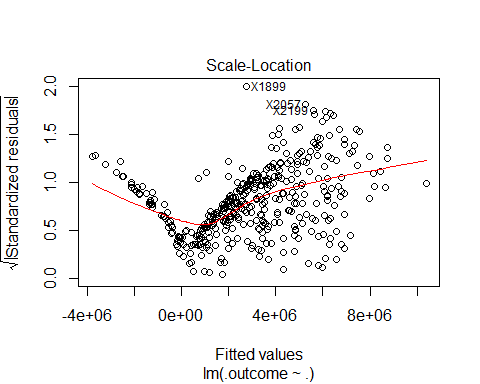 Scale-Location
√|Standardized residuals|
2.0
1.5
1.0
0.5
0.0
X1899
X2057
X2199
-4e+06 0e+00 4e+06 8e+06
Fitted values
lm(.outcome ~ .)